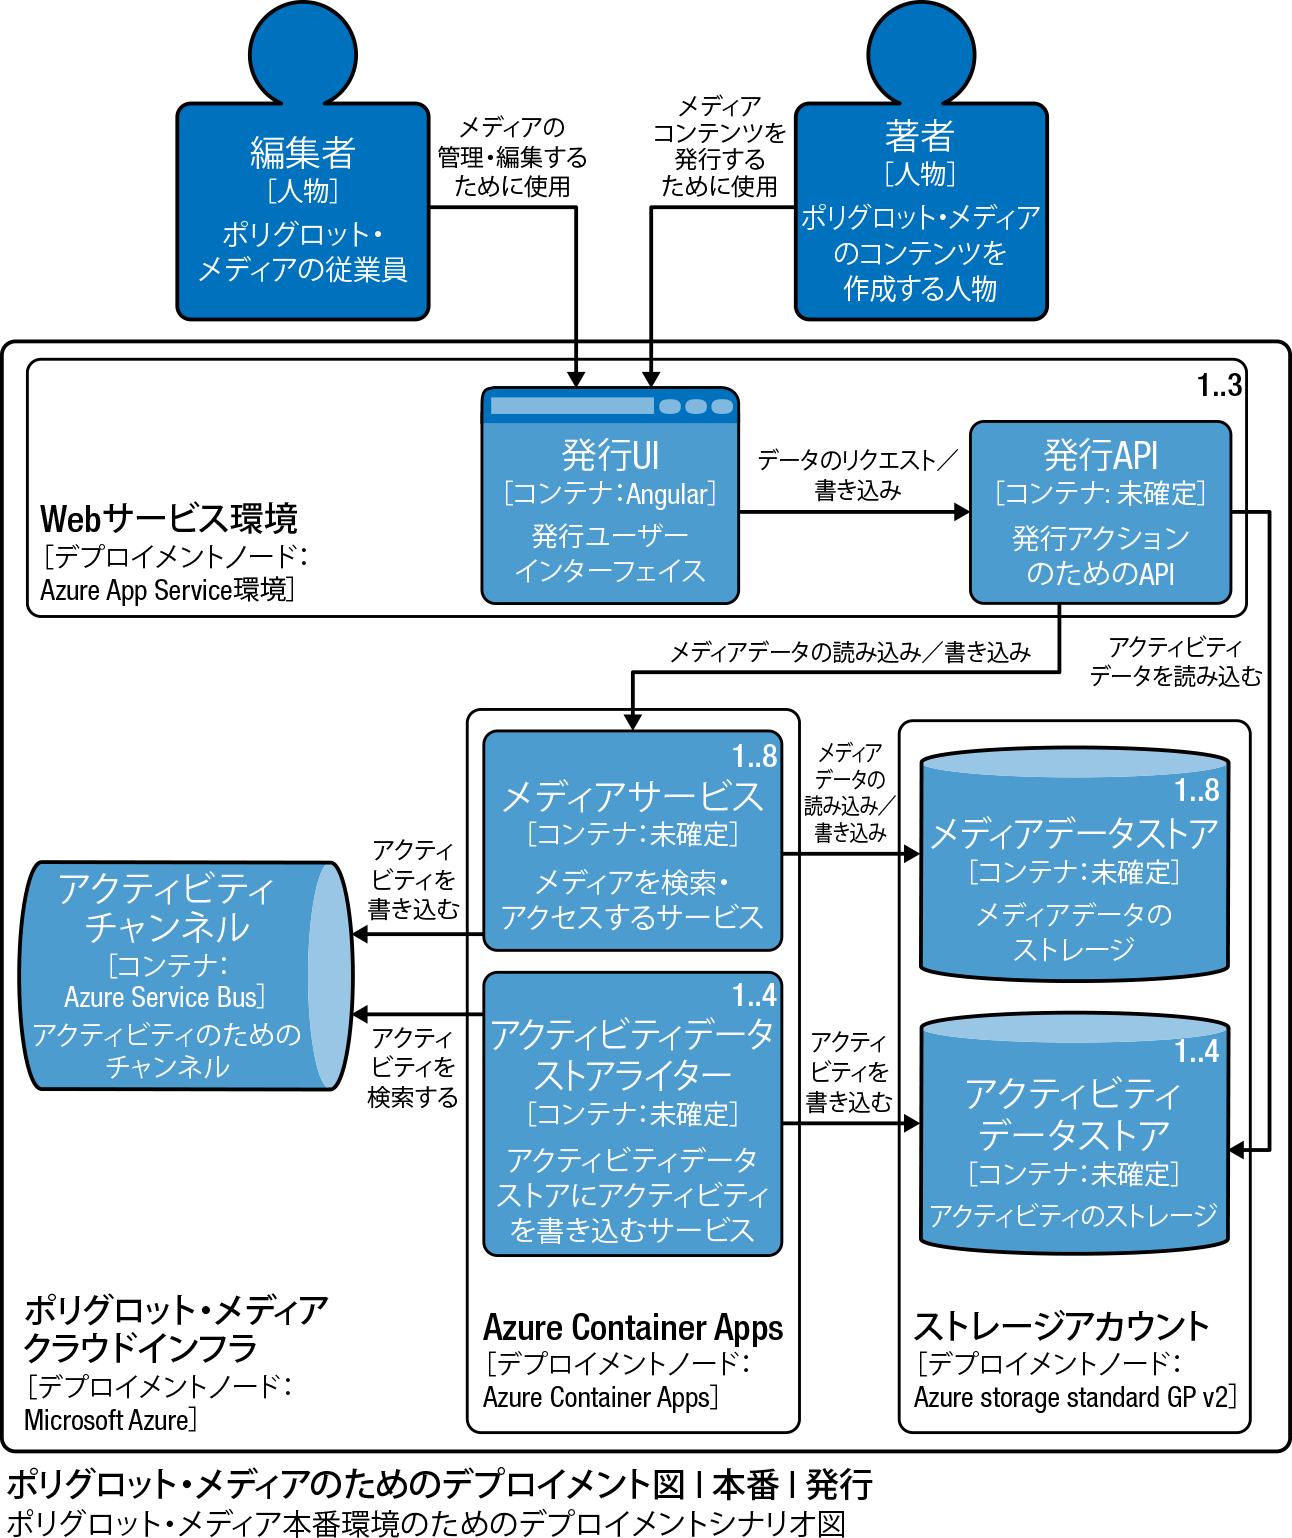 編集者
［人物］
ポリグロット・
メディアの従業員
メディアの
管理・編集する
ために使用
メディア
コンテンツを
発行する
ために使用
著者
［人物］
ポリグロット・メディア
のコンテンツを
作成する人物
1..3
Webサービス環境
［デプロイメントノード：
Azure App Service環境］
発行UI
［コンテナ：Angular］
発行ユーザー
インターフェイス
データのリクエスト／
書き込み
発行API
［コンテナ: 未確定］
発行アクション
のためのAPI
メディアデータの読み込み／書き込み
アクティビティ
データを読み込む
1..8
メディアサービス
［コンテナ：未確定］
メディアを検索・
アクセスするサービス
メディア
データの
読み込み／
書き込み
1..8
メディアデータストア
［コンテナ：未確定］
メディアデータの
ストレージ
アクティ
ビティを
書き込む
アクティビティ
チャンネル
［コンテナ：
Azure Service Bus］
アクティビティのための
チャンネル
アクティ
ビティを
検索する
1..4
アクティビティデータ
ストアライター
［コンテナ：未確定］
アクティビティデータ
ストアにアクティビティ
を書き込むサービス
アクティ
ビティを
書き込む
1..4
アクティビティ
データストア
［コンテナ：未確定］
アクティビティのストレージ
ポリグロット・メディア
クラウドインフラ
［デプロイメントノード：
Microsoft Azure］
Azure Container Apps
［デプロイメントノード：
Azure Container Apps］
ストレージアカウント
［デプロイメントノード：
Azure storage standard GP v2］
ポリグロット・メディアのためのデプロイメント図 | 本番 | 発行
ポリグロット・メディア本番環境のためのデプロイメントシナリオ図